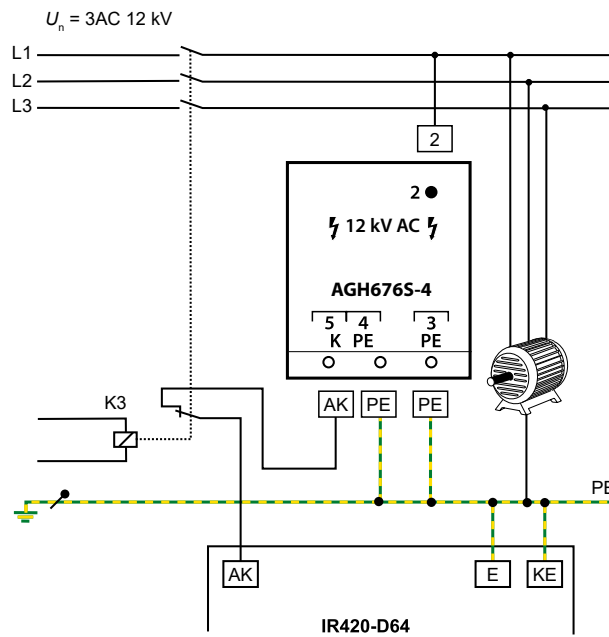 Un = 3AC 12 kV
L1
L2
L3
2
2
12 kV AC
AGH676S-4
5 4 3
K PE PE
K3
AK PE PE
PE
AK E KE
IR420-D64